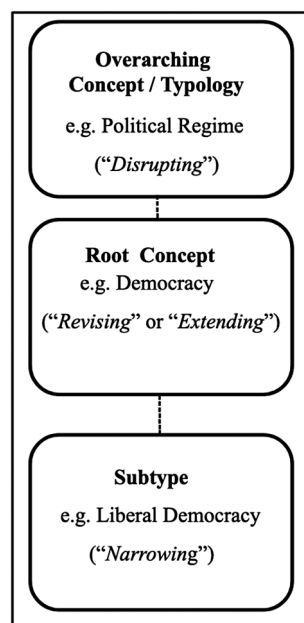 Overarching
Concept / Typology
e.g. Political Regime
(“Disrupting”)
Root Concept
e.g. Democracy
(“Revising” or “Extending”)
Subtype
e.g. Liberal Democracy
(“Narrowing”)